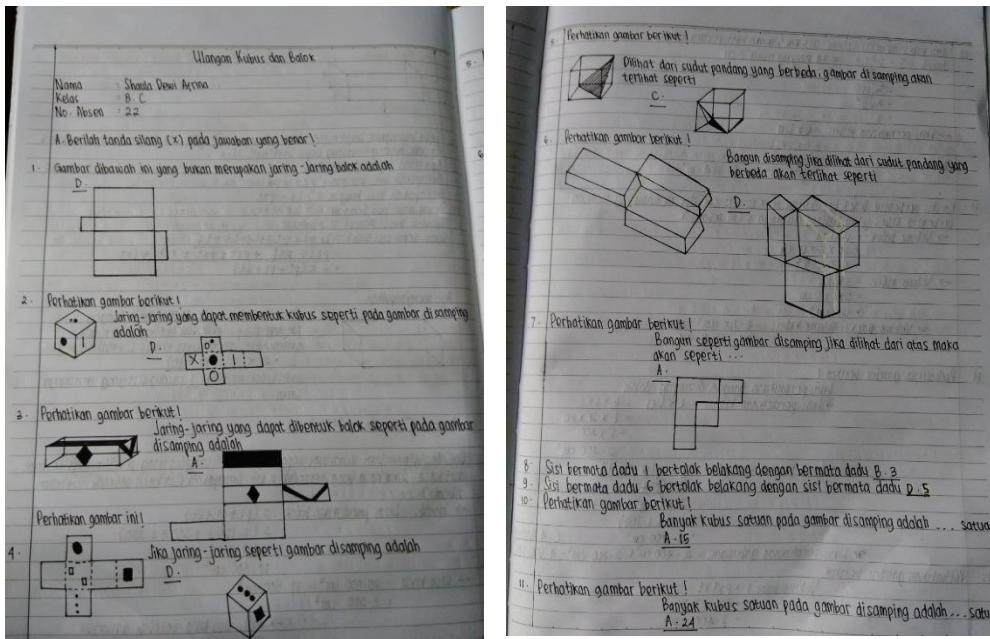 Ulangan Kubus dan Balok
Nama : Shanda Dewi Agrina
Kelas : 8.C
No. Absen : 22
A. Berilah tanda silang (x) pada jawaban yang benar!
1. Gambar dibawah ini yang bukan merupakan jaring-jaring balok adalah
D.
2. Perhatikan gambar berikut!
Jaring-jaring yang dapat membentuk kubus seperti pada gambar disamping
adalah
D.
3. Perhatikan gambar berikut!
Jaring-jaring yang dapat dibentuk balok seperti pada gambar
disamping adalah
A.
Perhatikan gambar ini!
4. Jika jaring-jaring seperti gambar disamping adalah
D.
5. Perhatikan gambar berikut!
Dilihat dari sudut pandang yang berbeda, gambar di samping akan
terlihat seperti
C.
6. Perhatikan gambar berikut!
Bangun disamping jika dilihat dari sudut pandang yang
berbeda akan terlihat seperti
D.
7. Perhatikan gambar berikut!
Bangun seperti gambar disamping jika dilihat dari atas maka
akan seperti ...
A.
8. Sisi bermata dadu 1 bertolak belakang dengan bermata dadu B. 3
9. Sisi bermata dadu 6 bertolak belakang dengan sisi bermata dadu D. 5
10. Perhatikan gambar berikut!
Banyak kubus satuan pada gambar disamping adalah .... satua
A. 15
11. Perhatikan gambar berikut!
Banyak kubus satuan pada gambar disamping adalah ... satu
A. 24